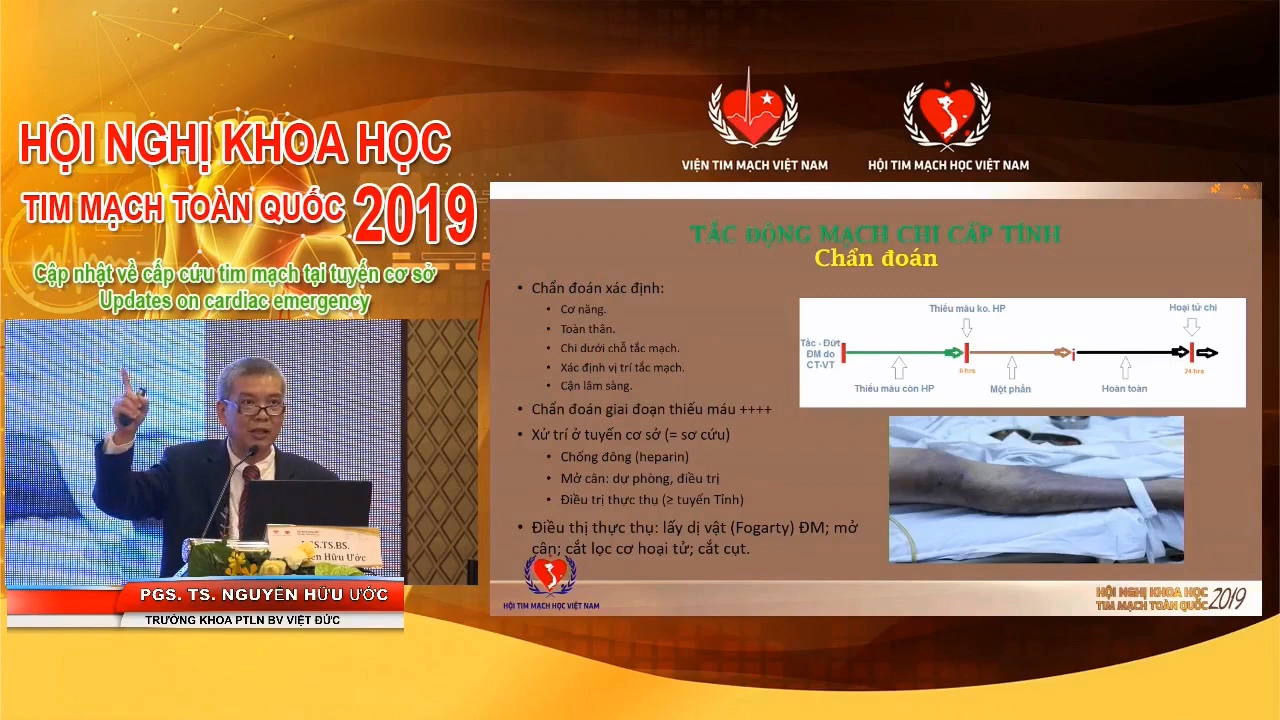 HỘI NGHỊ KHOA HỌC
TIM MẠCH TOÀN QUỐC 2019
Cập nhật về cấp cứu tim mạch tại tuyến cơ sở
Updates on cardiac emergency
VIỆN TIM MẠCH VIỆT NAM
HỘI TIM MẠCH HỌC VIỆT NAM
TẮC ĐỘNG MẠCH CHI CẤP TÍNH
Chẩn đoán
• Chẩn đoán xác định:
• Cơ năng.
• Toàn thân.
• Chi dưới chỗ tắc mạch.
• Xác định vị trí tắc mạch.
• Cận lâm sàng.
• Chẩn đoán giai đoạn thiếu máu ++++
• Xử trí ở tuyến cơ sở (= sơ cứu)
• Chống đông (heparin)
• Mở cân: dự phòng, điều trị
• Điều trị thực thụ (≥ tuyến Tỉnh)
• Điều thị thực thụ: lấy dị vật (Fogarty) ĐM; mở
cân; cắt lọc cơ hoại tử; cắt cụt.
Thiếu màu ko. HP
Hoại tử chi
Tắc - Đứt
ĐM do
CT-VT
6 hrs
24 hrs
Thiếu máu còn HP
Một phần
Hoàn toàn
HỘI TIM MẠCH HỌC VIỆT NAM
HỘI NGHỊ KHOA HỌC
TIM MẠCH TOÀN QUỐC 2019
Hữu Ước
PGS. TS. NGUYỄN HỮU ƯỚC
TRƯỞNG KHOA PTLN BV VIỆT ĐỨC